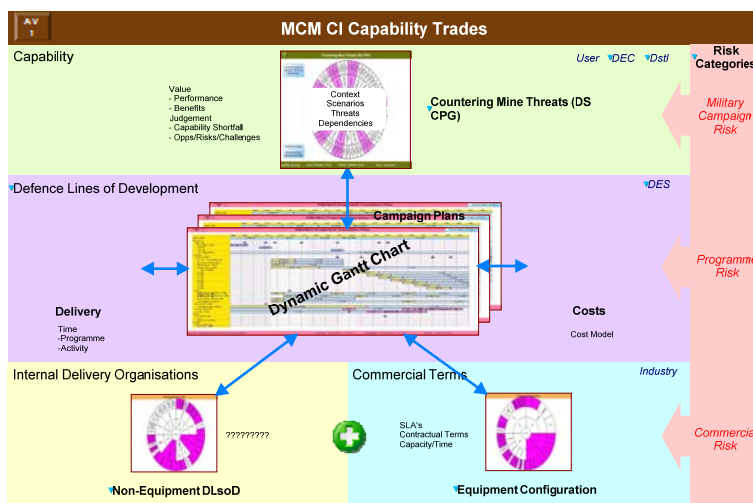 AV
1
MCM CI Capability Trades
Capability
User DEC Dstl
Risk
Categories
Value
- Performance
- Benefits
Judgement
- Capability Shortfall
- Opps/Risks/Challenges
Context
Scenarios
Threats
Dependencies
Countering Mine Threats (DS
CPG)
Military
Campaign
Risk
Defence Lines of Development
DES
Campaign Plans
Dynamic Gantt Chart
Programme
Risk
Delivery
Time
-Programme
-Activity
Costs
Cost Model
Internal Delivery Organisations
Commercial Terms
Industry
?????????
SLA's
Contractual Terms
Capacity/Time
Commercia
Risk
Non-Equipment DLsoD
Equipment Configuration